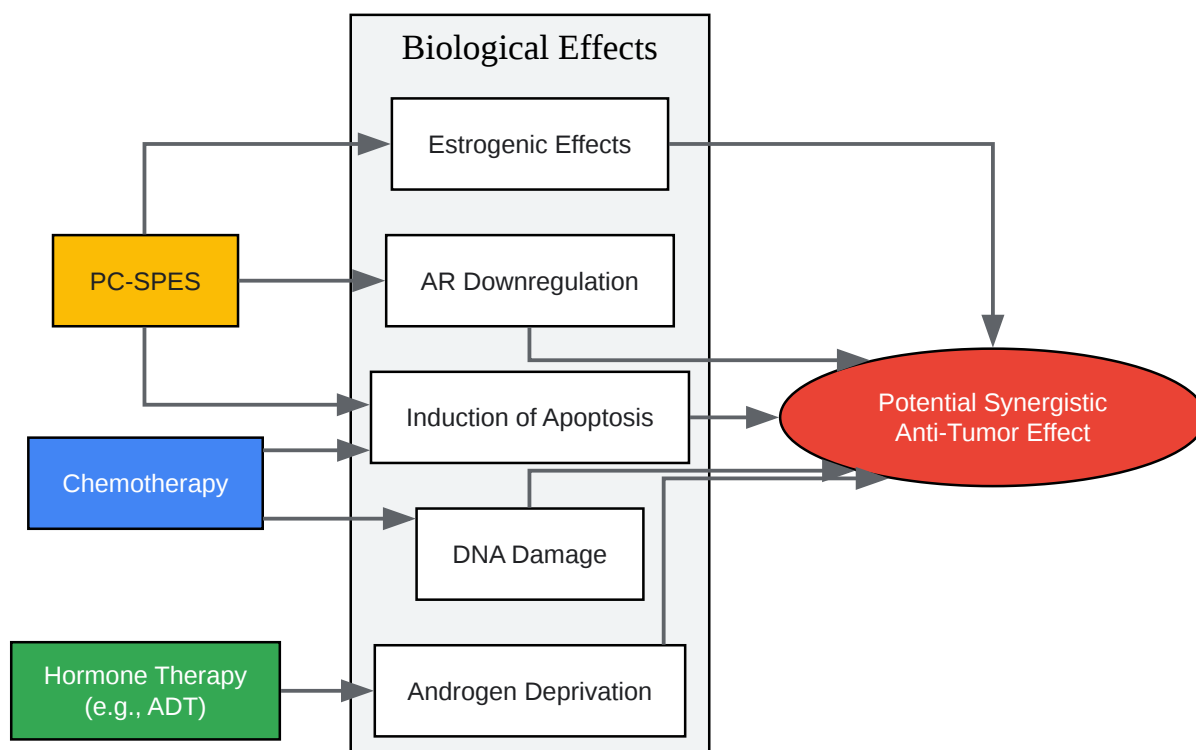 Biological Effects
Estrogenic Effects
PC-SPES
AR Downregulation
Induction of Apoptosis
Potential Synergistic
Anti-Tumor Effect
Chemotherapy
DNA Damage
Hormone Therapy
(e.g., ADT)
Androgen Deprivation